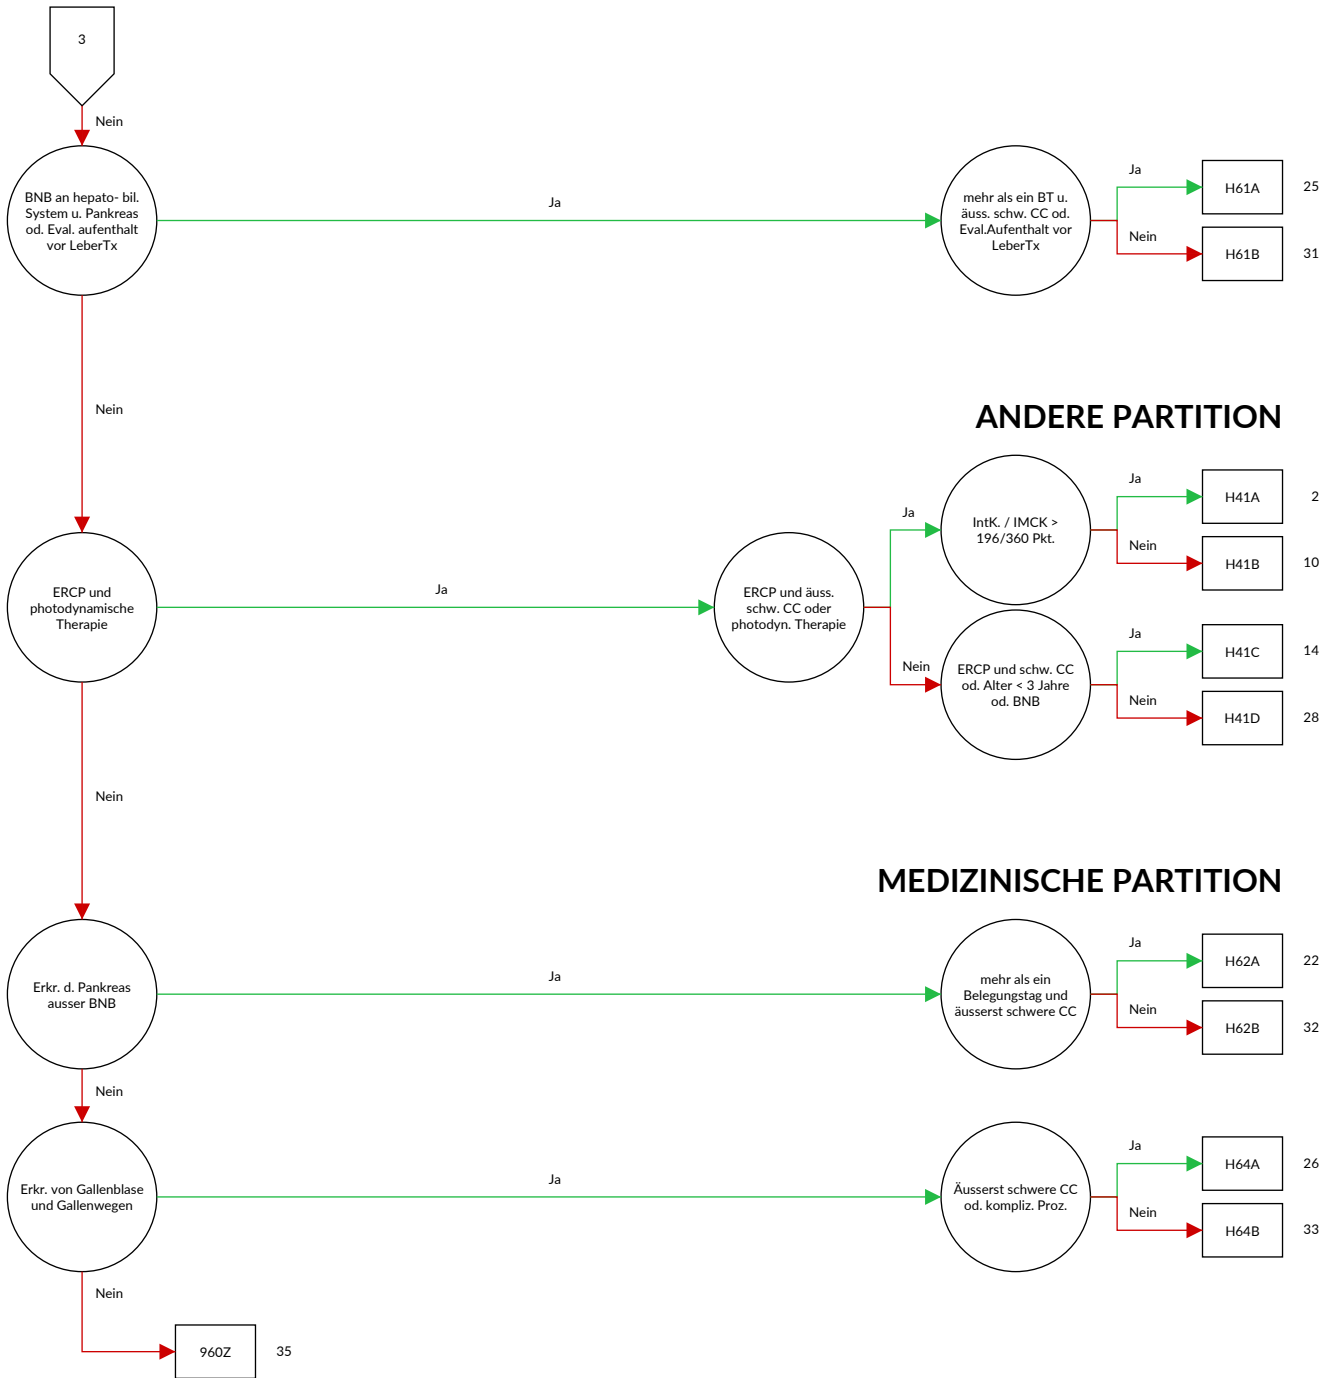 3
Nein
BNB an hepato- bil.
System u. Pankreas
od. Eval. aufenthalt
vor LeberTx
Ja
mehr als ein BT u.
äuss. schw. CC od.
Eval.Aufenthalt vor
LeberTx
Ja
H61A
25
Nein
H61B
31
Nein
ANDERE PARTITION
ERCP und
photodynamische
Therapie
Ja
ERCP und äuss.
schw. CC oder
photodyn. Therapie
Ja
IntK. / IMCK >
196/360 Pkt.
Ja
H41A
2
Nein
H41B
10
Nein
ERCP und schw. CC
od. Alter < 3 Jahre
od. BNB
Ja
H41C
14
Nein
H41D
28
Nein
MEDIZINISCHE PARTITION
Erkr. d. Pankreas
ausser BNB
Ja
mehr als ein
Belegungstag und
äusserst schwere CC
Ja
H62A
22
Nein
H62B
32
Nein
Erkr. von Gallenblase
und Gallenwegen
Ja
Äusserst schwere CC
od. kompliz. Proz.
Ja
H64A
26
Nein
H64B
33
Nein
960Z
35